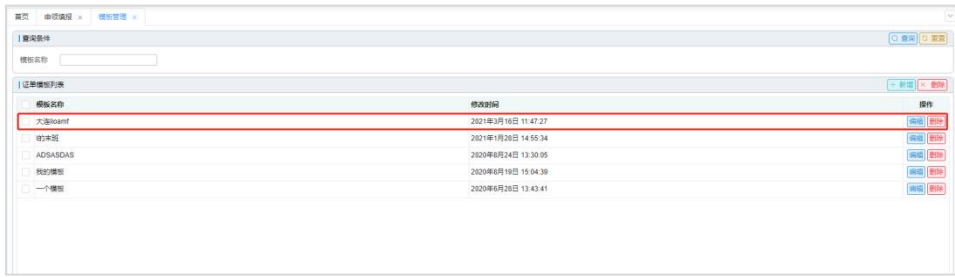 首页 申领填报 × 模板管理 ×
查询条件 查询 重置
模板名称
证单模板列表 + 新增 × 删除
模板名称 修改时间 操作
大连lioamf 2021年3月16日 11:47:27 编辑 删除
的末班 2021年1月28日 14:55:34 编辑 删除
ADSASDAS 2020年8月24日 13:30:05 编辑 删除
我的模板 2020年8月19日 15:04:39 编辑 删除
一个模板 2020年6月28日 13:43:41 编辑 删除